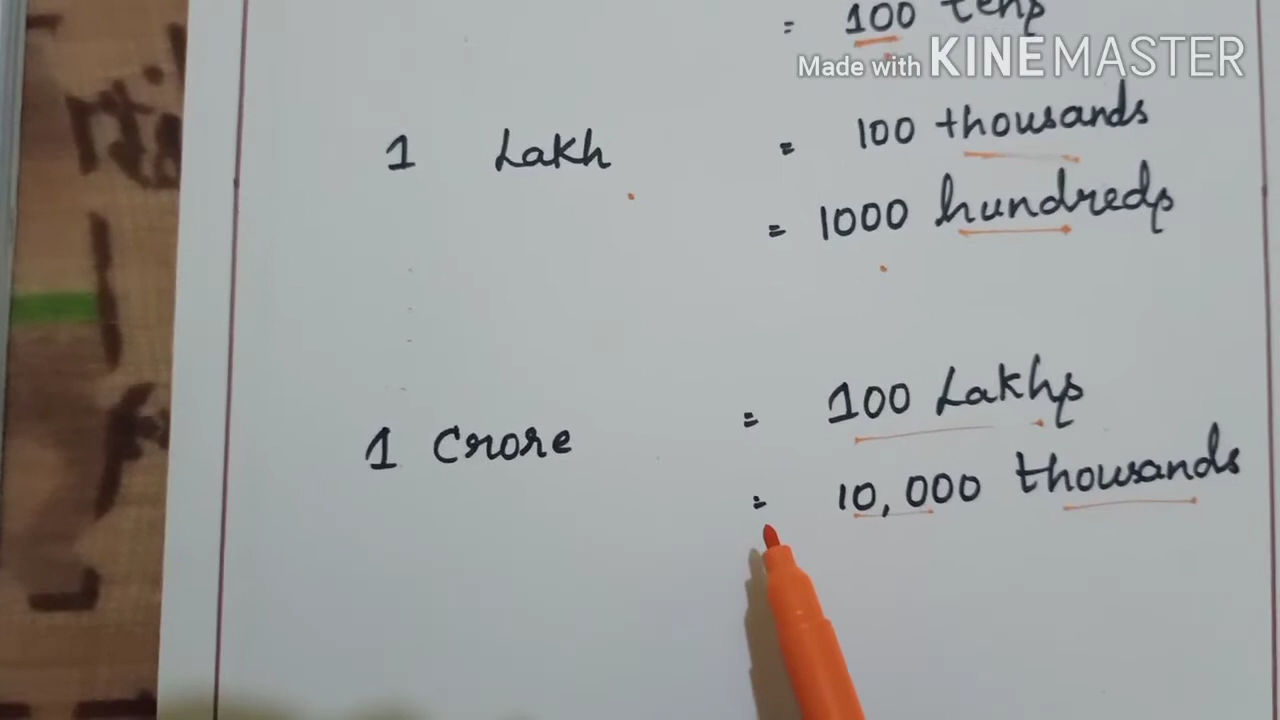 = 100 tens
Made with KINEMASTER
1 Lakh = 100 thousands
= 1000 hundreds
1 Crore = 100 Lakhs
= 10,000 thousands